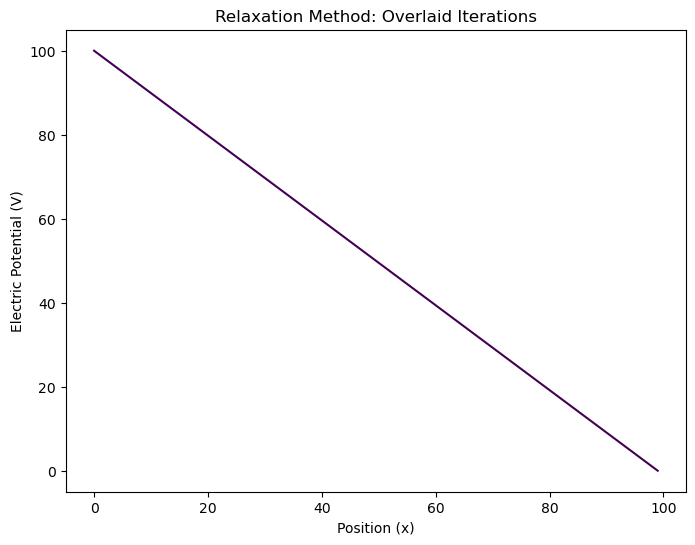 Relaxation Method: Overlaid Iterations
100
80
60
40
20
0
Electric Potential (V)
0 20 40 60 80 100
Position (x)